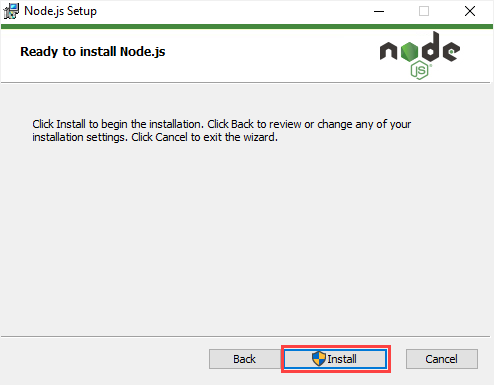 Node.js Setup
Ready to install Node.js
node
JS
Click Install to begin the installation. Click Back to review or change any of your
installation settings. Click Cancel to exit the wizard.
Back
Install
Cancel